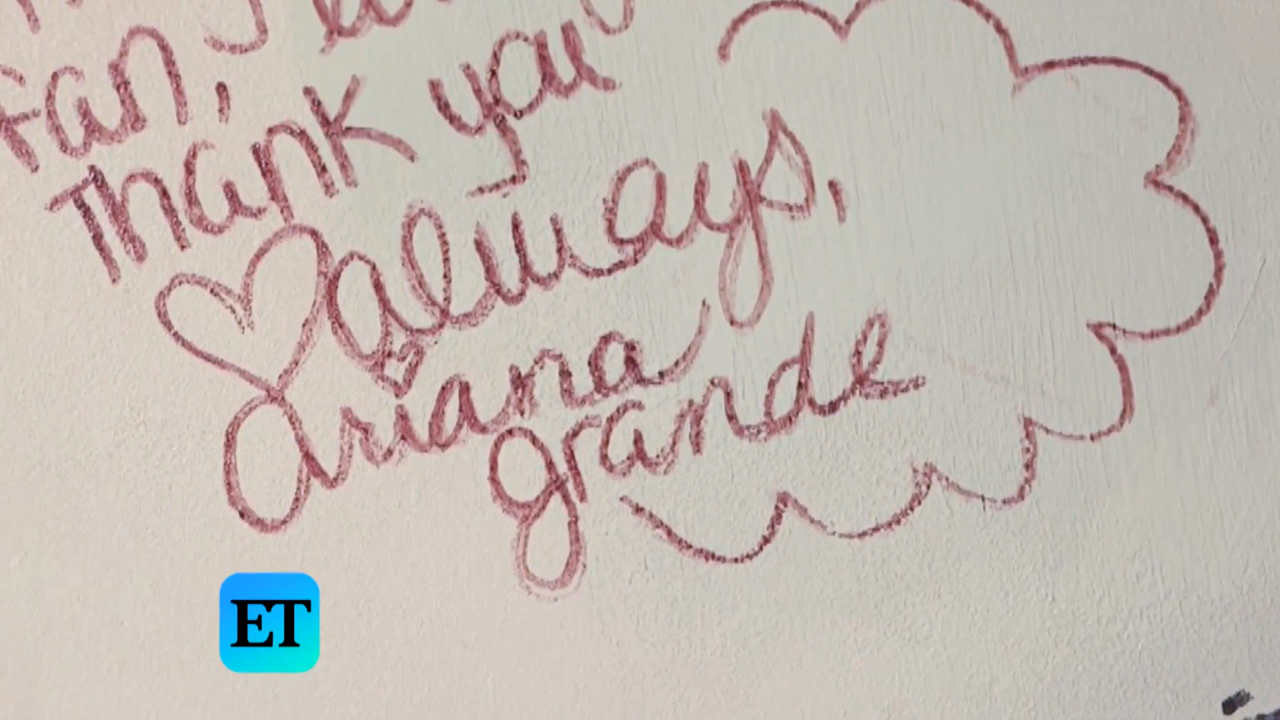 fan, I
thank you
always,
ariana
grande
ET